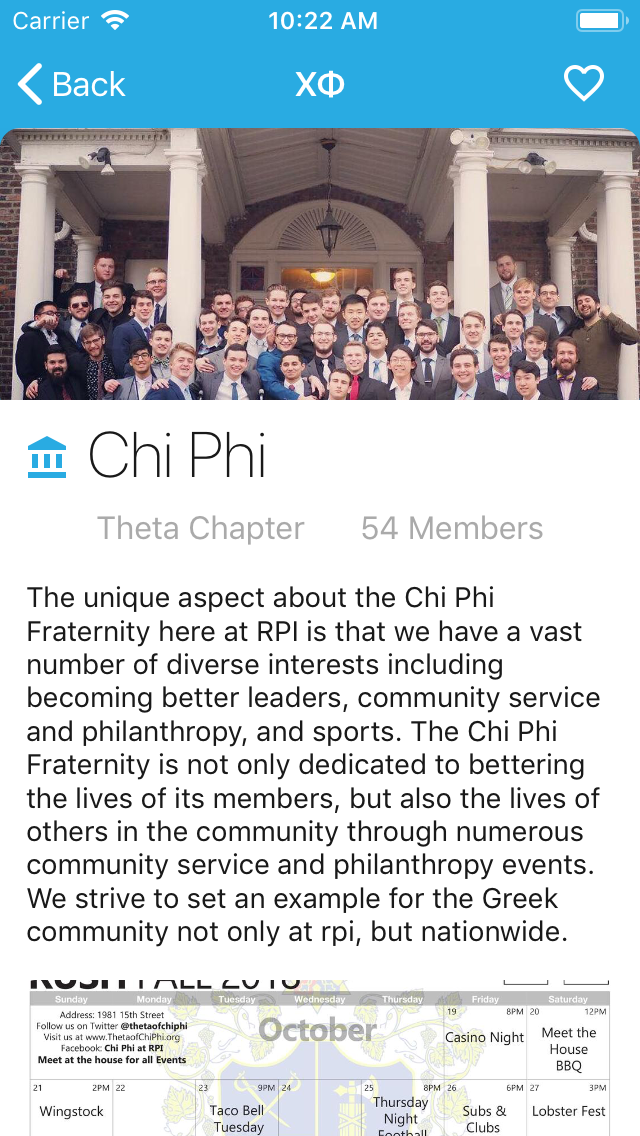 Carrier 10:22 AM
Back ΧΦ
Chi Phi
Theta Chapter 54 Members
The unique aspect about the Chi Phi
Fraternity here at RPI is that we have a vast
number of diverse interests including
becoming better leaders, community service
and philanthropy, and sports. The Chi Phi
Fraternity is not only dedicated to bettering
the lives of its members, but also the lives of
others in the community through numerous
community service and philanthropy events.
We strive to set an example for the Greek
community not only at rpi, but nationwide.
RUSH FALL 2018
Sunday Monday Tuesday Wednesday Thursday Friday Saturday
Address: 1981 15th Street
Follow us on Twitter @thetaofchiphi
Visit us at www.ThetaofChiPhi.org
Facebook: Chi Phi at RPI
Meet at the house for all Events
October
19 8PM
Casino Night
20 12PM
Meet the
House
BBQ
21 2PM
Wingstock
22
23 9PM
Taco Bell
Tuesday
24
25 8PM
Thursday
Night
Football
26 6PM
Subs &
Clubs
27 3PM
Lobster Fest